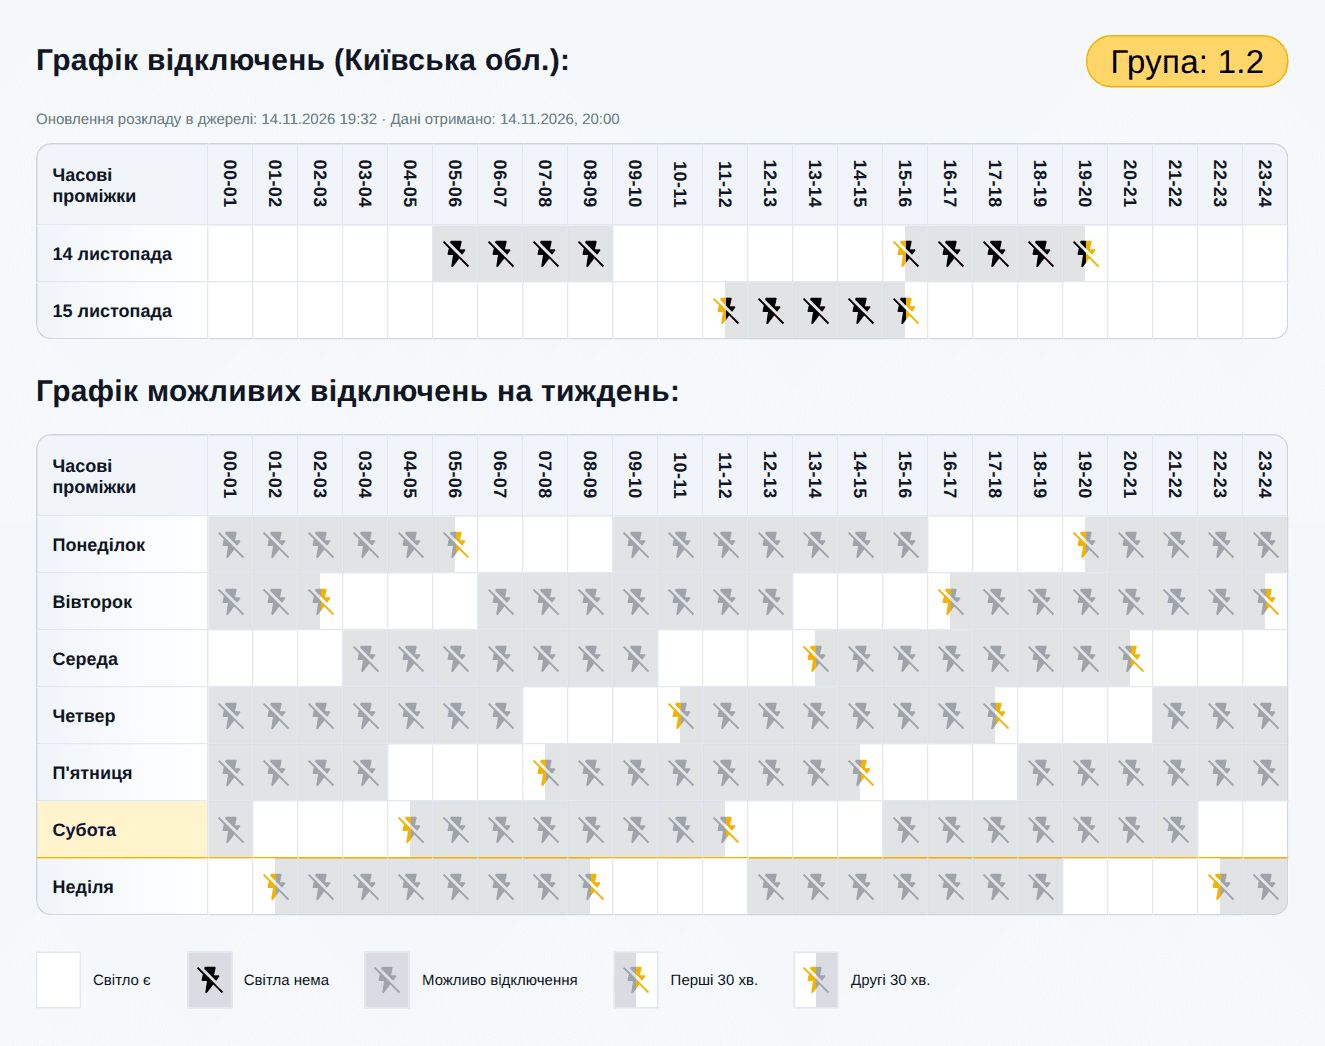 Графік відключень (Київська обл.):
Група: 1.2
Оновлення розкладу в джерелі: 14.11.2026 19:32 · Дані отримано: 14.11.2026, 20:00
Часові
проміжки
00-01 01-02 02-03 03-04 04-05 05-06 06-07 07-08 08-09 09-10 10-11 11-12 12-13 13-14 14-15 15-16 16-17 17-18 18-19 19-20 20-21 21-22 22-23 23-24
14 листопада
15 листопада
Графік можливих відключень на тиждень:
Часові
проміжки
00-01 01-02 02-03 03-04 04-05 05-06 06-07 07-08 08-09 09-10 10-11 11-12 12-13 13-14 14-15 15-16 16-17 17-18 18-19 19-20 20-21 21-22 22-23 23-24
Понеділок
Вівторок
Середа
Четвер
П'ятниця
Субота
Неділя
Світло є
Світла нема
Можливо відключення
Перші 30 хв.
Другі 30 хв.